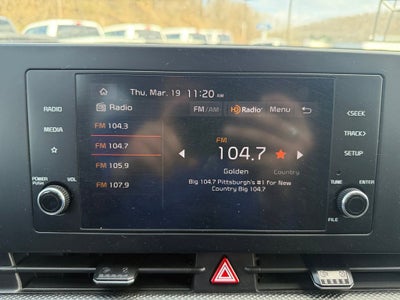 Thu, Mar. 19 11:20 AM
Radio FM/AM HD Radio Menu
FM 104.3
FM 104.7
FM 105.9
FM 107.9
FM
104.7
Golden Country
Big 104.7 Pittsburgh's #1 for New
Country Big 104.7
RADIO
MEDIA
POWER
PUSH
VOL
<SEEK
TRACK>
SETUP
TUNE
ENTER
FILE